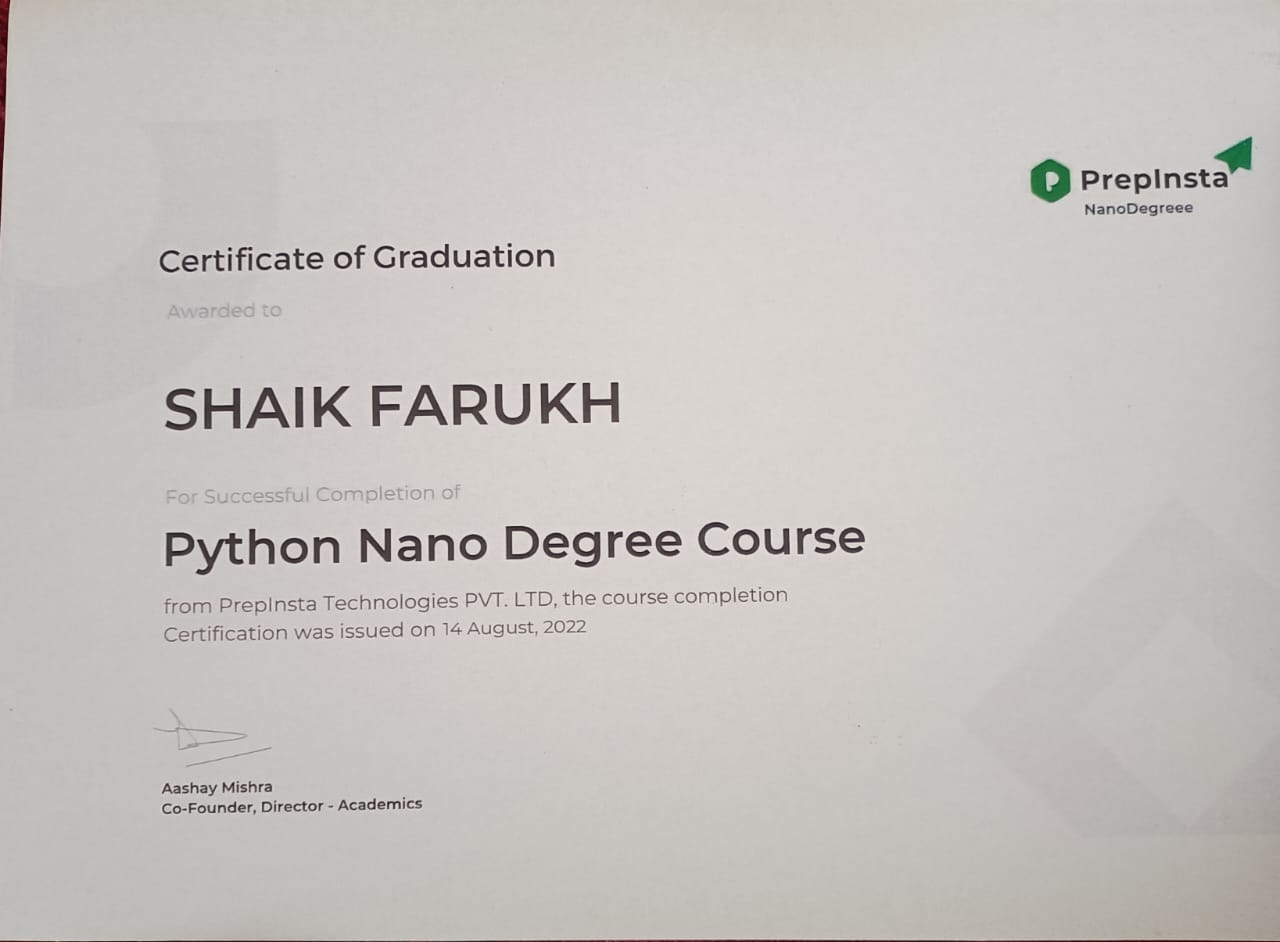 PrepInsta
NanoDegreee
Certificate of Graduation
Awarded to
SHAIK FARUKH
For Successful Completion of
Python Nano Degree Course
from PrepInsta Technologies PVT. LTD, the course completion
Certification was issued on 14 August, 2022
Aashay Mishra
Co-Founder, Director - Academics